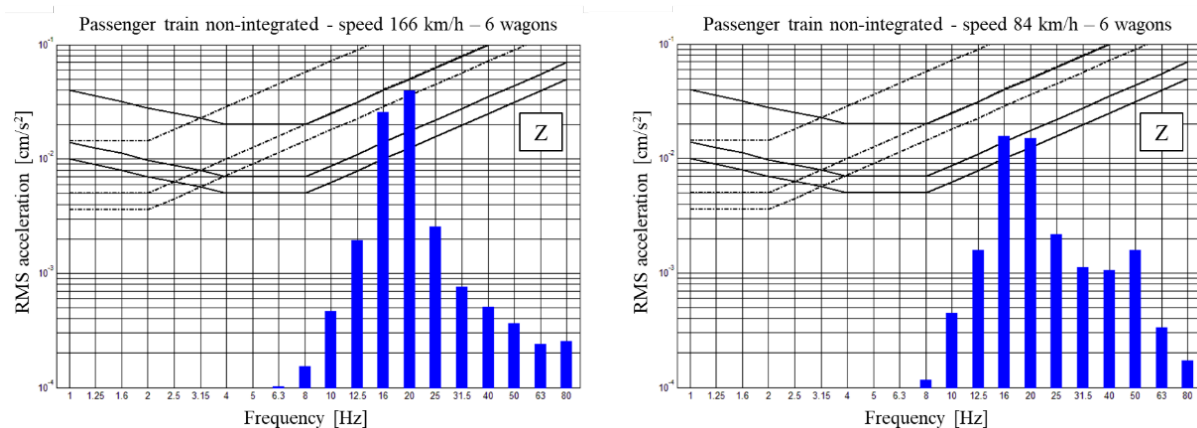 Passenger train non-integrated - speed 166 km/h – 6 wagons
RMS acceleration [cm/s²]
10⁻¹
10⁻²
10⁻³
10⁻⁴
Z
1 1.25 1.6 2 2.5 3.15 4 5 6.3 8 10 12.5 16 20 25 31.5 40 50 63 80
Frequency [Hz]
Passenger train non-integrated - speed 84 km/h – 6 wagons
RMS acceleration [cm/s²]
10⁻¹
10⁻²
10⁻³
10⁻⁴
Z
1 1.25 1.6 2 2.5 3.15 4 5 6.3 8 10 12.5 16 20 25 31.5 40 50 63 80
Frequency [Hz]